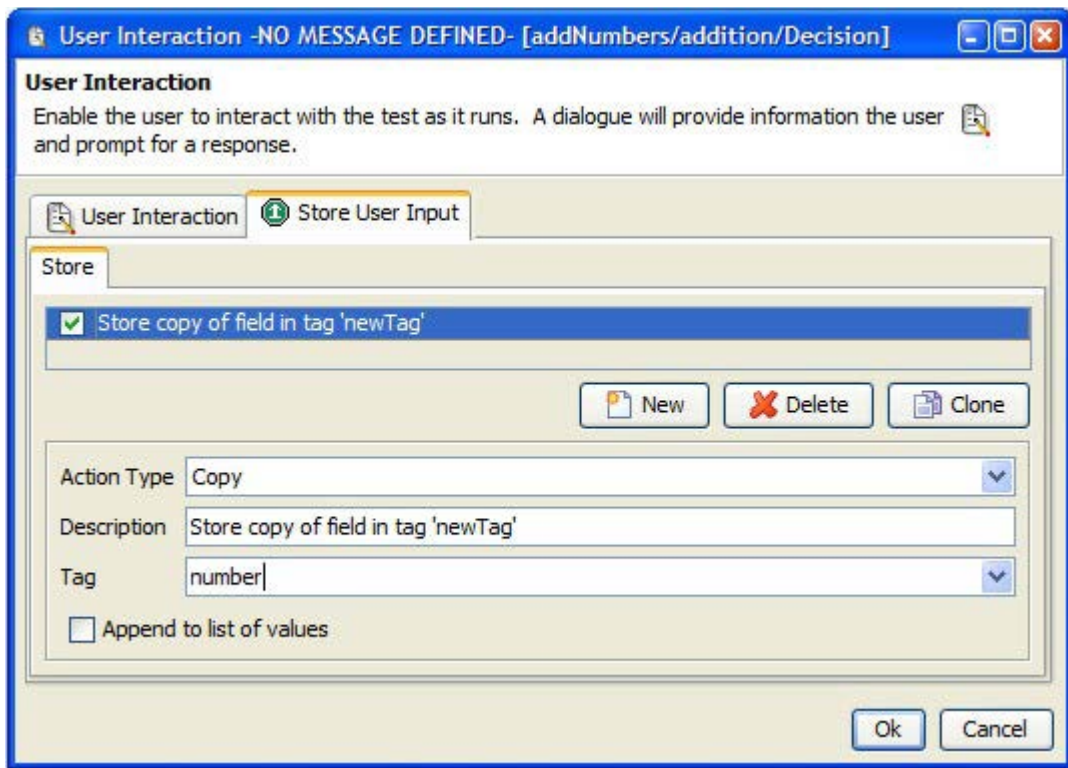 User Interaction -NO MESSAGE DEFINED- [addNumbers/addition/Decision]
User Interaction
Enable the user to interact with the test as it runs. A dialogue will provide information the user
and prompt for a response.
User Interaction
Store User Input
Store
Store copy of field in tag 'newTag'
New
Delete
Clone
Action Type Copy
Description Store copy of field in tag 'newTag'
Tag number
Append to list of values
Ok
Cancel